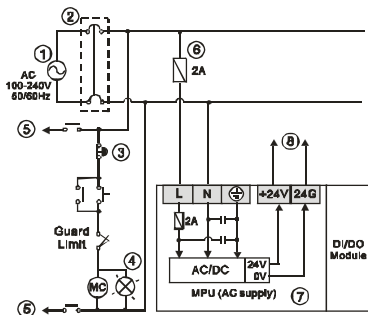 ②
①
AC
100-240V
50/60Hz
⑥
2A
⑤
③
⑧
L N +24V 24G
Guard
Limit
2A
④
MC
AC/DC
24V
0V
DI/DO
Module
MPU (AC supply)
⑦
⑤